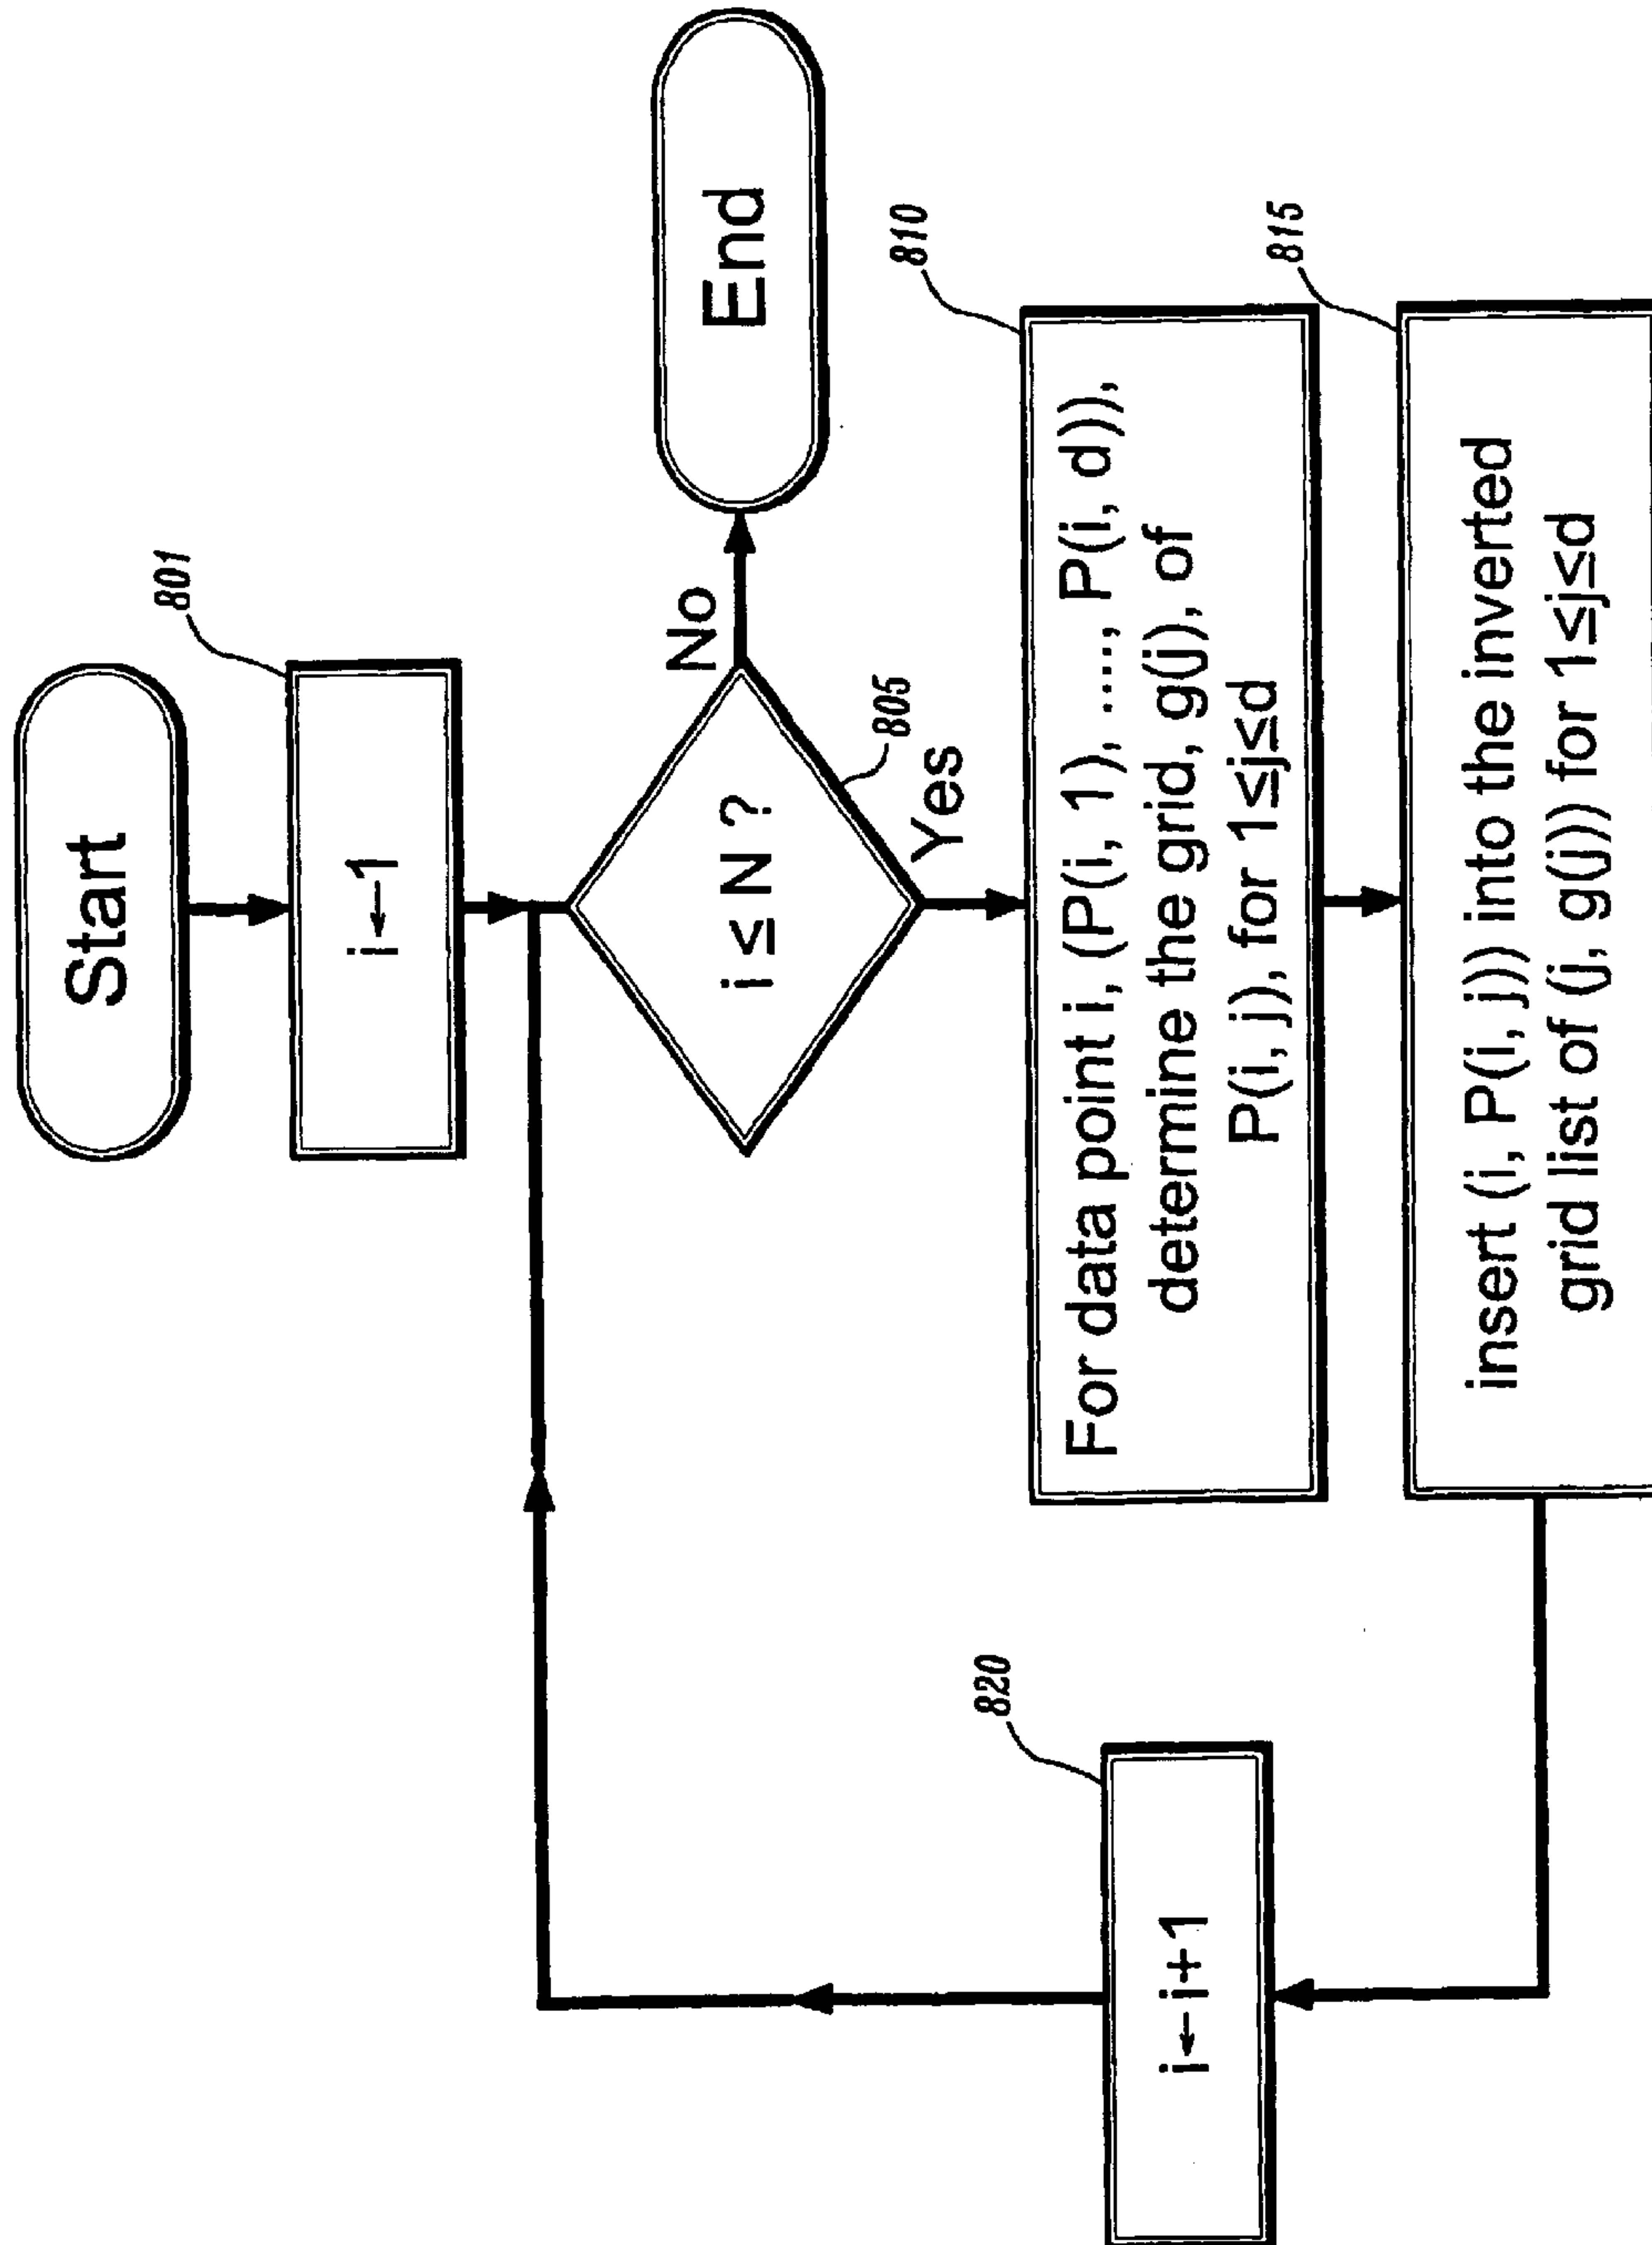 Start
801
i←1
i ≤ N ?
No
End
805
Yes
810
For data point i, (P(i, 1), ...., P(i, d)),
determine the grid, g(j), of
P(i, j), for 1≤j≤d
815
insert (i, P(i, j)) into the inverted
grid list of (j, g(j)) for 1≤j≤d
820
i←i+1